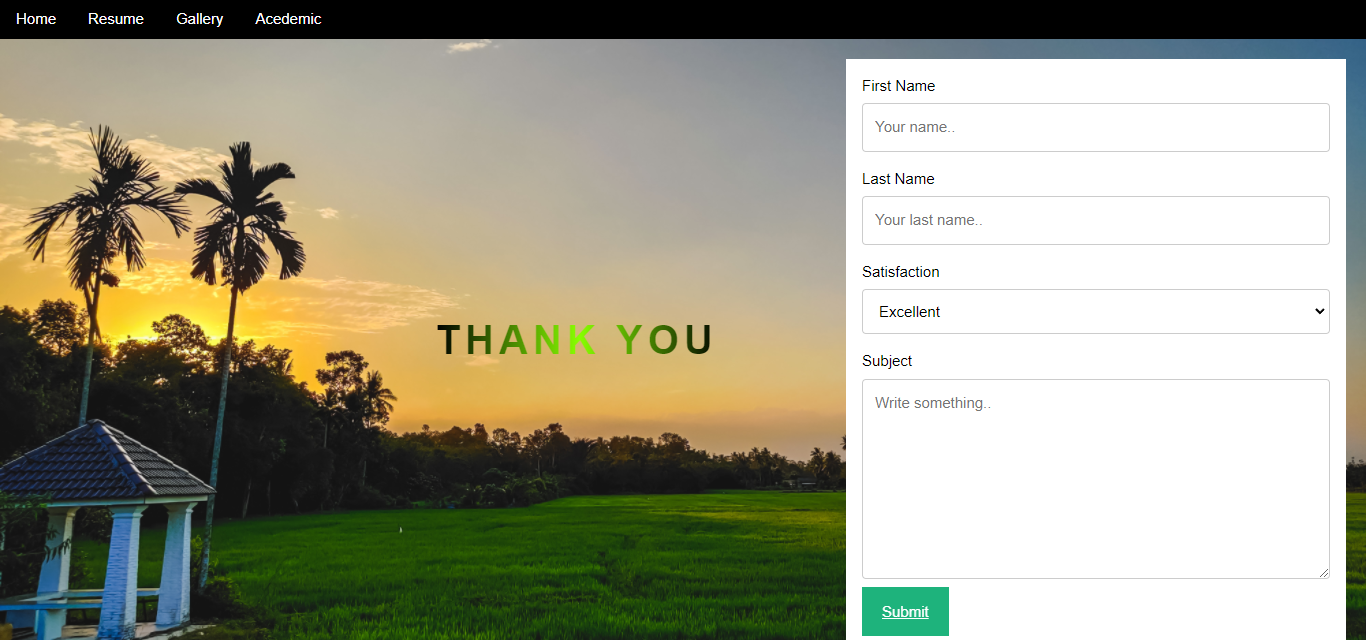 Home Resume Gallery Acedemic
First Name
Your name..
Last Name
Your last name..
Satisfaction
Excellent
THANK YOU
Subject
Write something..
Submit